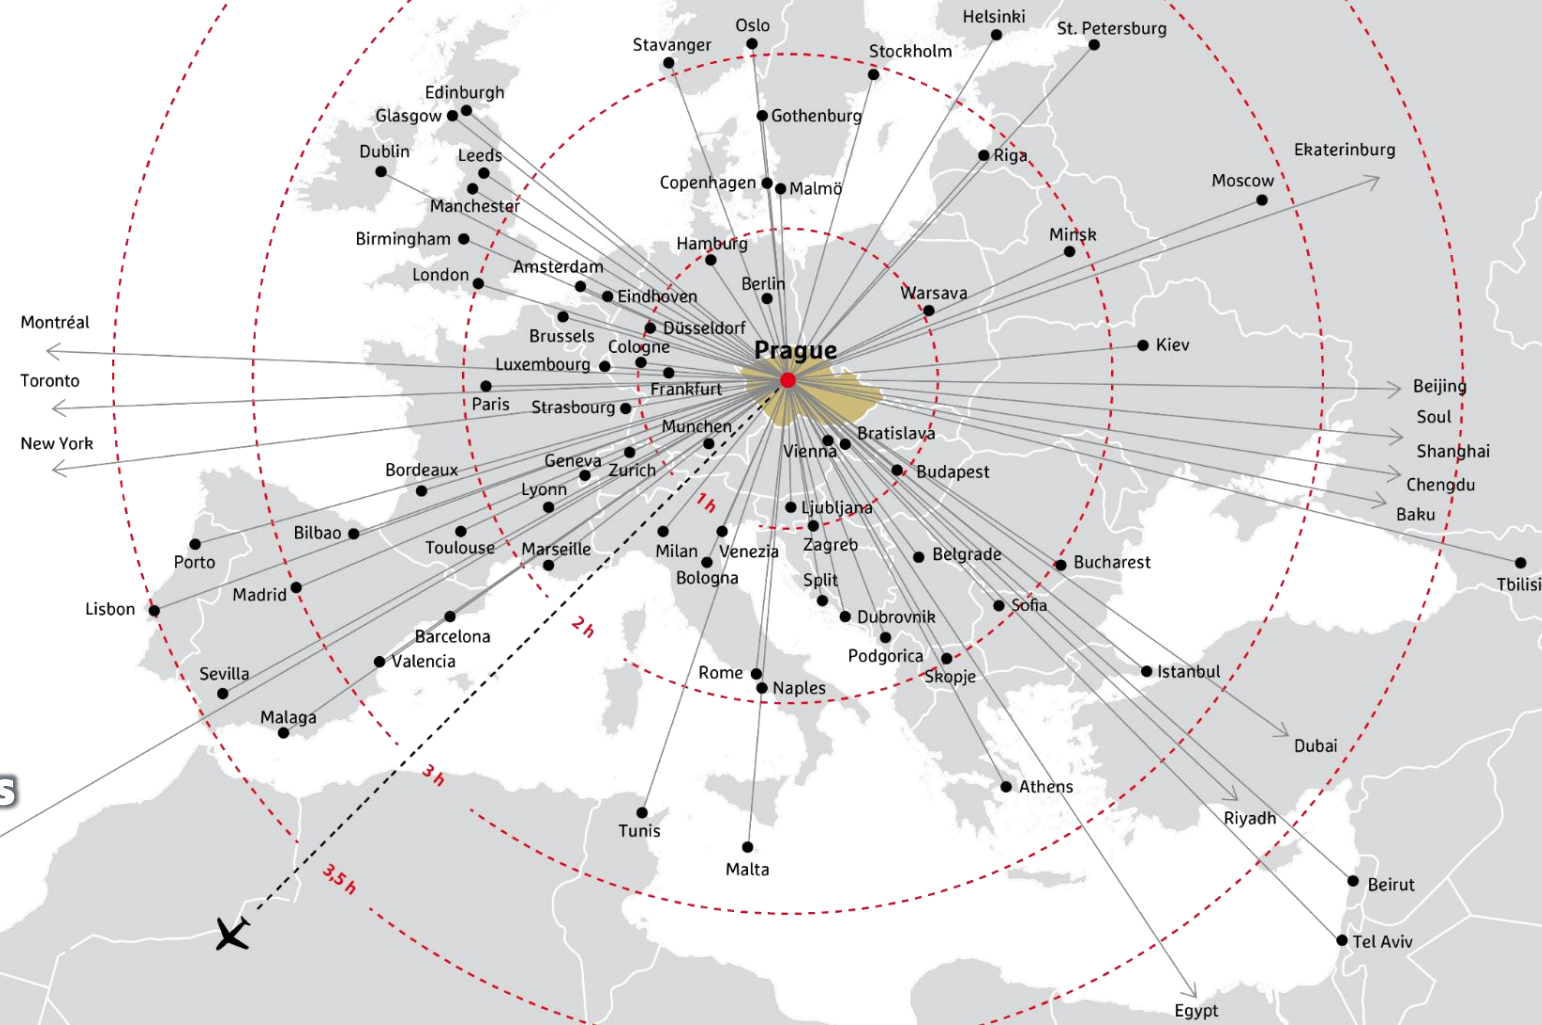 Helsinki
Oslo
St. Petersburg
Stavanger
Stockholm
Edinburgh
Glasgow
Gothenburg
Dublin
Leeds
Riga
Ekaterinburg
Moscow
Copenhagen
Malmö
Manchester
Birmingham
Hamburg
Minsk
London
Amsterdam
Berlin
Eindhoven
Warsava
Montréal
Brussels
Düsseldorf
Cologne
Prague
Kiev
Luxembourg
Toronto
Frankfurt
Beijing
Paris
Strasbourg
Soul
New York
Munchen
Vienna
Bratislava
Shanghai
Bordeaux
Geneva
Zurich
Budapest
Chengdu
Lyonn
1 h
Ljubljana
Baku
Bilbao
Toulouse
Marseille
Milan
Venezia
Zagreb
Belgrade
Porto
Bologna
Split
Bucharest
Tbilisi
Madrid
Lisbon
2 h
Dubrovnik
Sofia
Barcelona
Valencia
Podgorica
Sevilla
Rome
Naples
Skopje
Istanbul
Malaga
Dubai
3 h
s
Athens
Tunis
Riyadh
Malta
3,5 h
Beirut
Tel Aviv
Egypt